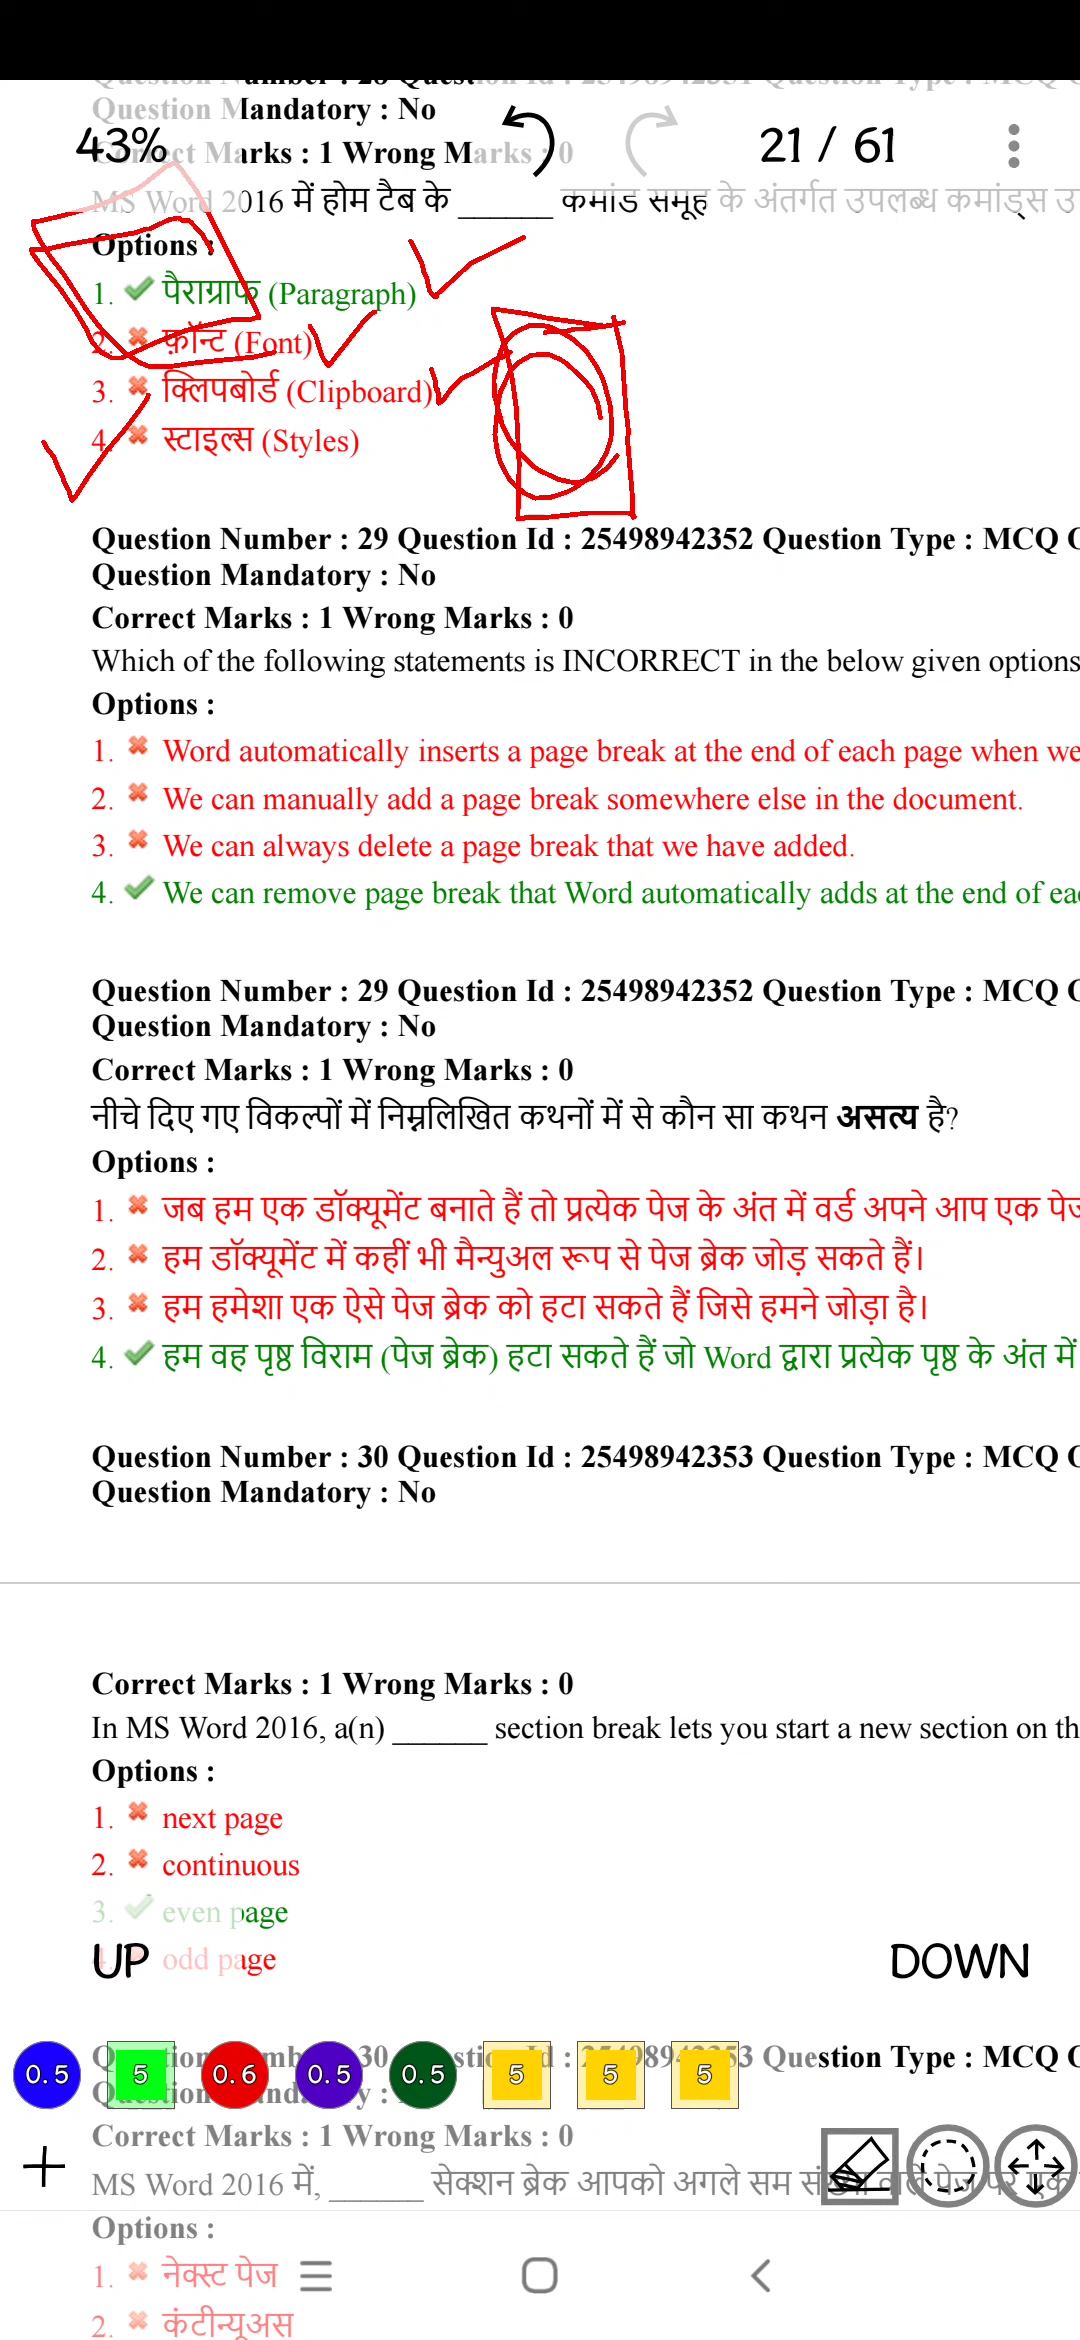 Question Mandatory : No
43%
21 / 61
Correct Marks : 1 Wrong Marks : 0
MS Word 2016 में होम टैब के ______ कमांड समूह के अंतर्गत उपलब्ध कमांड्स उ
Options :
1. पैराग्राफ (Paragraph)
2. फ़ॉन्ट (Font)
3. क्लिपबोर्ड (Clipboard)
4. स्टाइल्स (Styles)
Question Number : 29 Question Id : 25498942352 Question Type : MCQ O
Question Mandatory : No
Correct Marks : 1 Wrong Marks : 0
Which of the following statements is INCORRECT in the below given options
Options :
1. Word automatically inserts a page break at the end of each page when we
2. We can manually add a page break somewhere else in the document.
3. We can always delete a page break that we have added.
4. We can remove page break that Word automatically adds at the end of ea
Question Number : 29 Question Id : 25498942352 Question Type : MCQ O
Question Mandatory : No
Correct Marks : 1 Wrong Marks : 0
नीचे दिए गए विकल्पों में निम्नलिखित कथनों में से कौन सा कथन असत्य है?
Options :
1. जब हम एक डॉक्यूमेंट बनाते हैं तो प्रत्येक पेज के अंत में वर्ड अपने आप एक पेज
2. हम डॉक्यूमेंट में कहीं भी मैन्युअल रूप से पेज ब्रेक जोड़ सकते हैं।
3. हम हमेशा एक ऐसे पेज ब्रेक को हटा सकते हैं जिसे हमने जोड़ा है।
4. हम वह पृष्ठ विराम (पेज ब्रेक) हटा सकते हैं जो Word द्वारा प्रत्येक पृष्ठ के अंत में
Question Number : 30 Question Id : 25498942353 Question Type : MCQ O
Question Mandatory : No
Correct Marks : 1 Wrong Marks : 0
In MS Word 2016, a(n) ______ section break lets you start a new section on th
Options :
1. next page
2. continuous
3. even page
UP
odd page
DOWN
30
3 Question Type : MCQ O
0.5 5 0.6 0.5 0.5 5 5 5
Correct Marks : 1 Wrong Marks : 0
MS Word 2016 में, ______ सेक्शन ब्रेक आपको अगले सम संख्या वाले पेज पर एक
Options :
1. नेक्स्ट पेज
2. कंटीन्यूअस